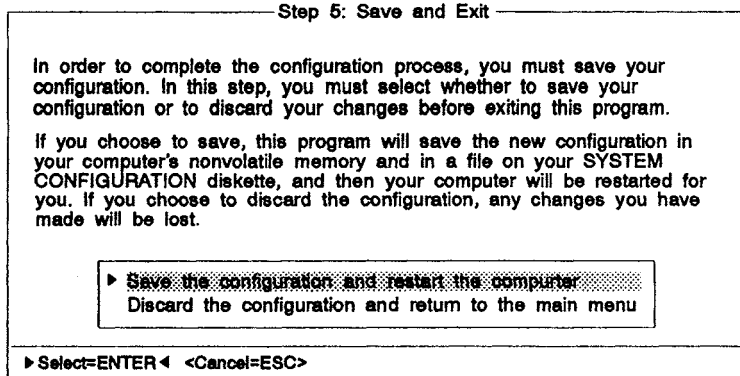 Step 5: Save and Exit
In order to complete the configuration process, you must save your
configuration. In this step, you must select whether to save your
configuration or to discard your changes before exiting this program.
If you choose to save, this program will save the new configuration in
your computer's nonvolatile memory and in a file on your SYSTEM
CONFIGURATION diskette, and then your computer will be restarted for
you. If you choose to discard the configuration, any changes you have
made will be lost.
▶ Save the configuration and restart the compurter
Discard the configuration and return to the main menu
▶Select=ENTER◀ <Cancel=ESC>